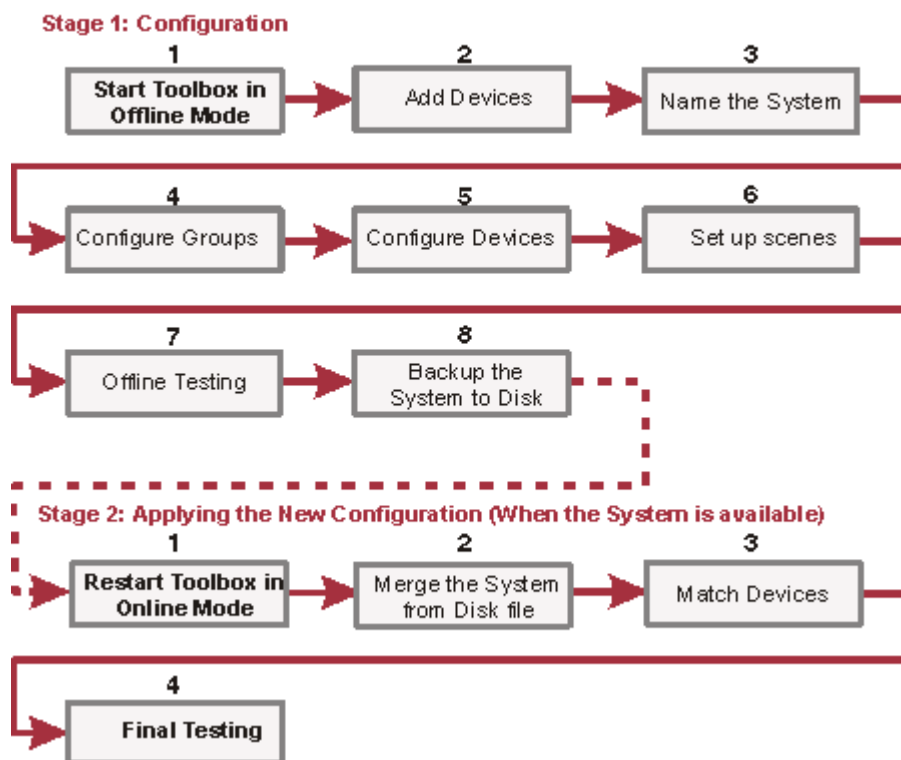 Stage 1: Configuration
1
Start Toolbox in
Offline Mode
2
Add Devices
3
Name the System
4
Configure Groups
5
Configure Devices
6
Set up scenes
7
Offline Testing
8
Backup the
System to Disk
Stage 2: Applying the New Configuration (When the System is available)
1
Restart Toolbox in
Online Mode
2
Merge the System
from Disk file
3
Match Devices
4
Final Testing